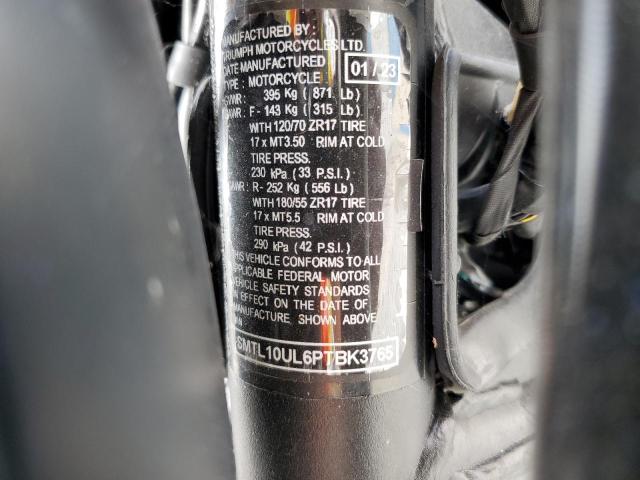 MANUFACTURED BY :
TRIUMPH MOTORCYCLES LTD.
DATE MANUFACTURED 01 / 23
TYPE : MOTORCYCLE
GVWR: 395 Kg ( 871 Lb )
GAWR : F - 143 Kg ( 315 Lb )
WITH 120/70 ZR17 TIRE
17 x MT3.50 RIM AT COLD
TIRE PRESS.
230 kPa ( 33 P.S.I. )
GAWR : R- 252 Kg ( 556 Lb )
WITH 180/55 ZR17 TIRE
17 x MT5.5 RIM AT COLD
TIRE PRESS.
290 kPa ( 42 P.S.I. )
THIS VEHICLE CONFORMS TO ALL
APPLICABLE FEDERAL MOTOR
VEHICLE SAFETY STANDARDS
IN EFFECT ON THE DATE OF
MANUFACTURE SHOWN ABOVE
SMTL10UL6PTBK3765